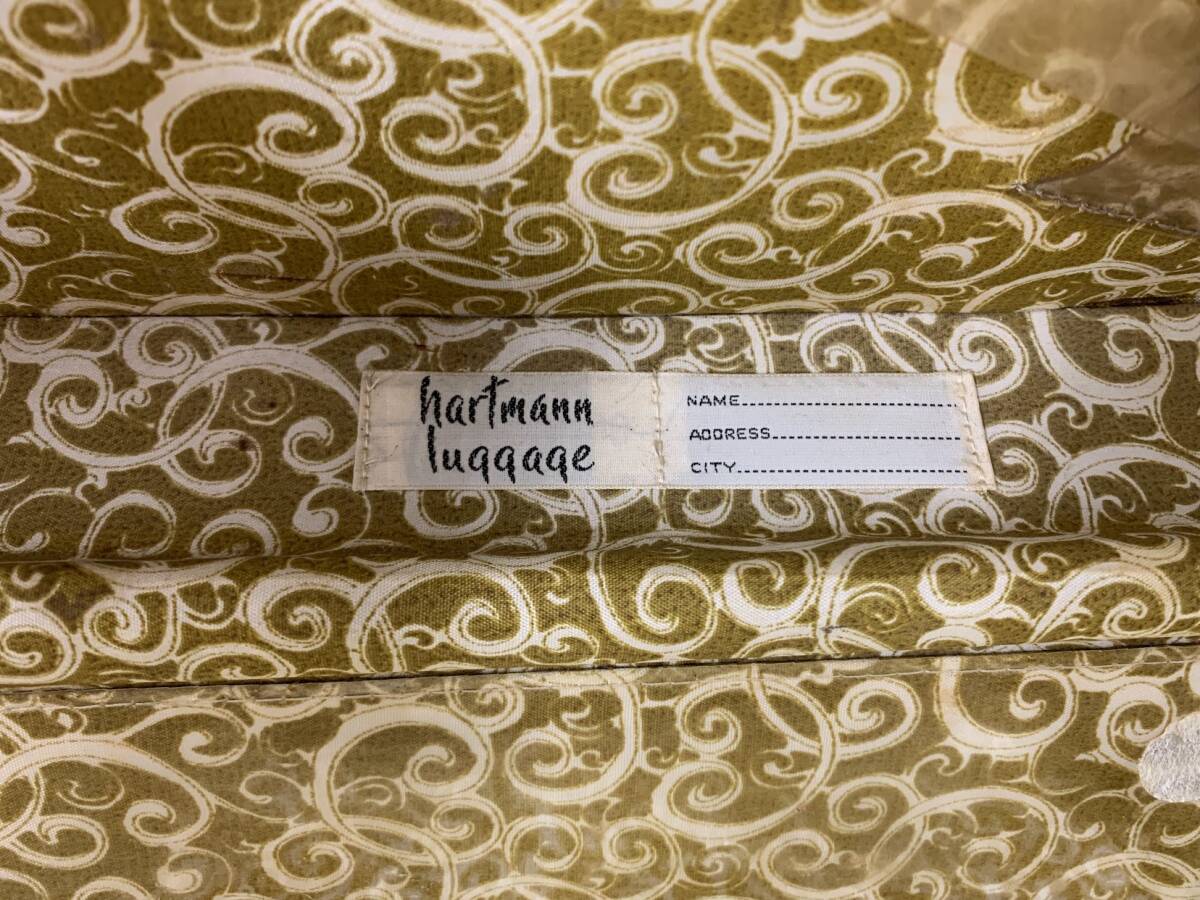 hartmann
luggage
NAME
ADDRESS
CITY